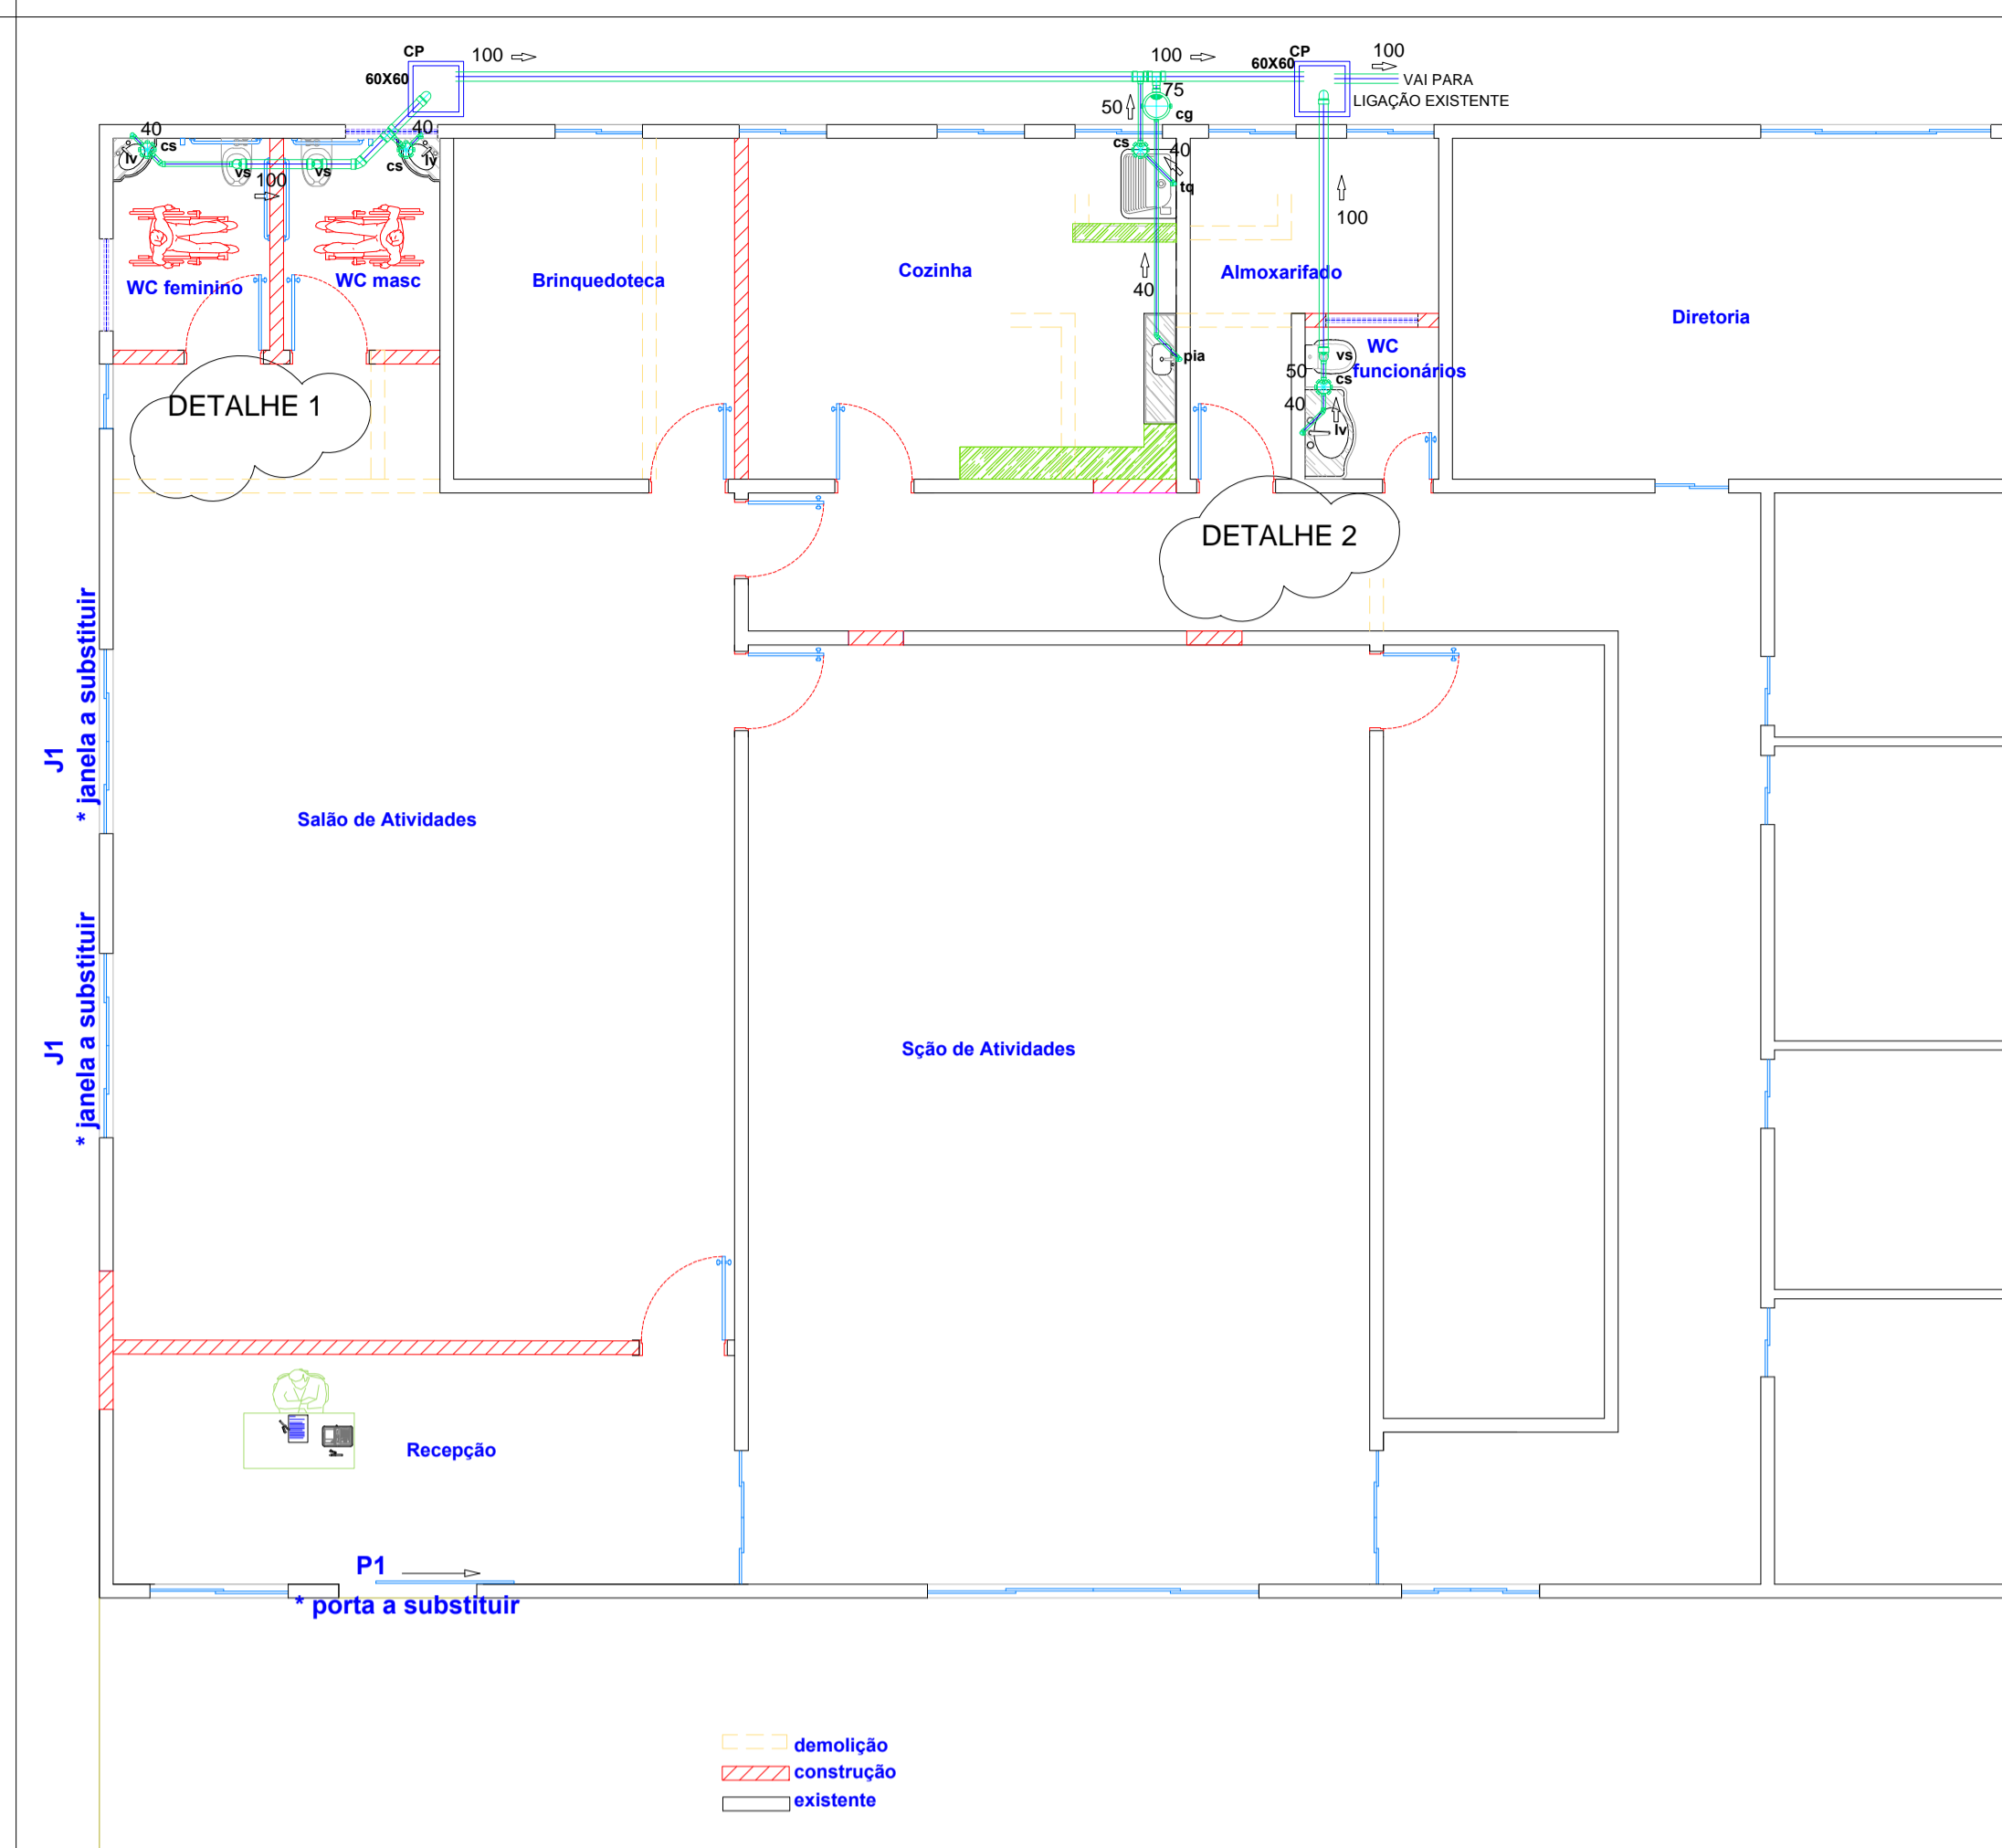 CP
60X60
100
100
CP
60X60
100
VAI PARA
LIGAÇÃO EXISTENTE
75
50
cg
40
40
lv
cs
vs
100
vs
cs
lv
cs
40
tq
100
WC feminino
WC masc
Brinquedoteca
Cozinha
40
Almoxarifado
Diretoria
pia
WC
funcionários
vs
50
cs
40
lv
DETALHE 1
DETALHE 2
J1
* janela a substituir
Salão de Atividades
J1
* janela a substituir
Sção de Atividades
Recepção
P1
* porta a substituir
demolição
construção
existente